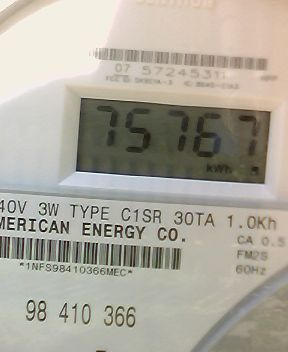 07 57245311
75767
kWh
40V 3W TYPE C1SR 30TA 1.0Kh
MERICAN ENERGY CO.
CA 0.5
*1NFS98410366MEC*
FM2S
60Hz
98 410 366